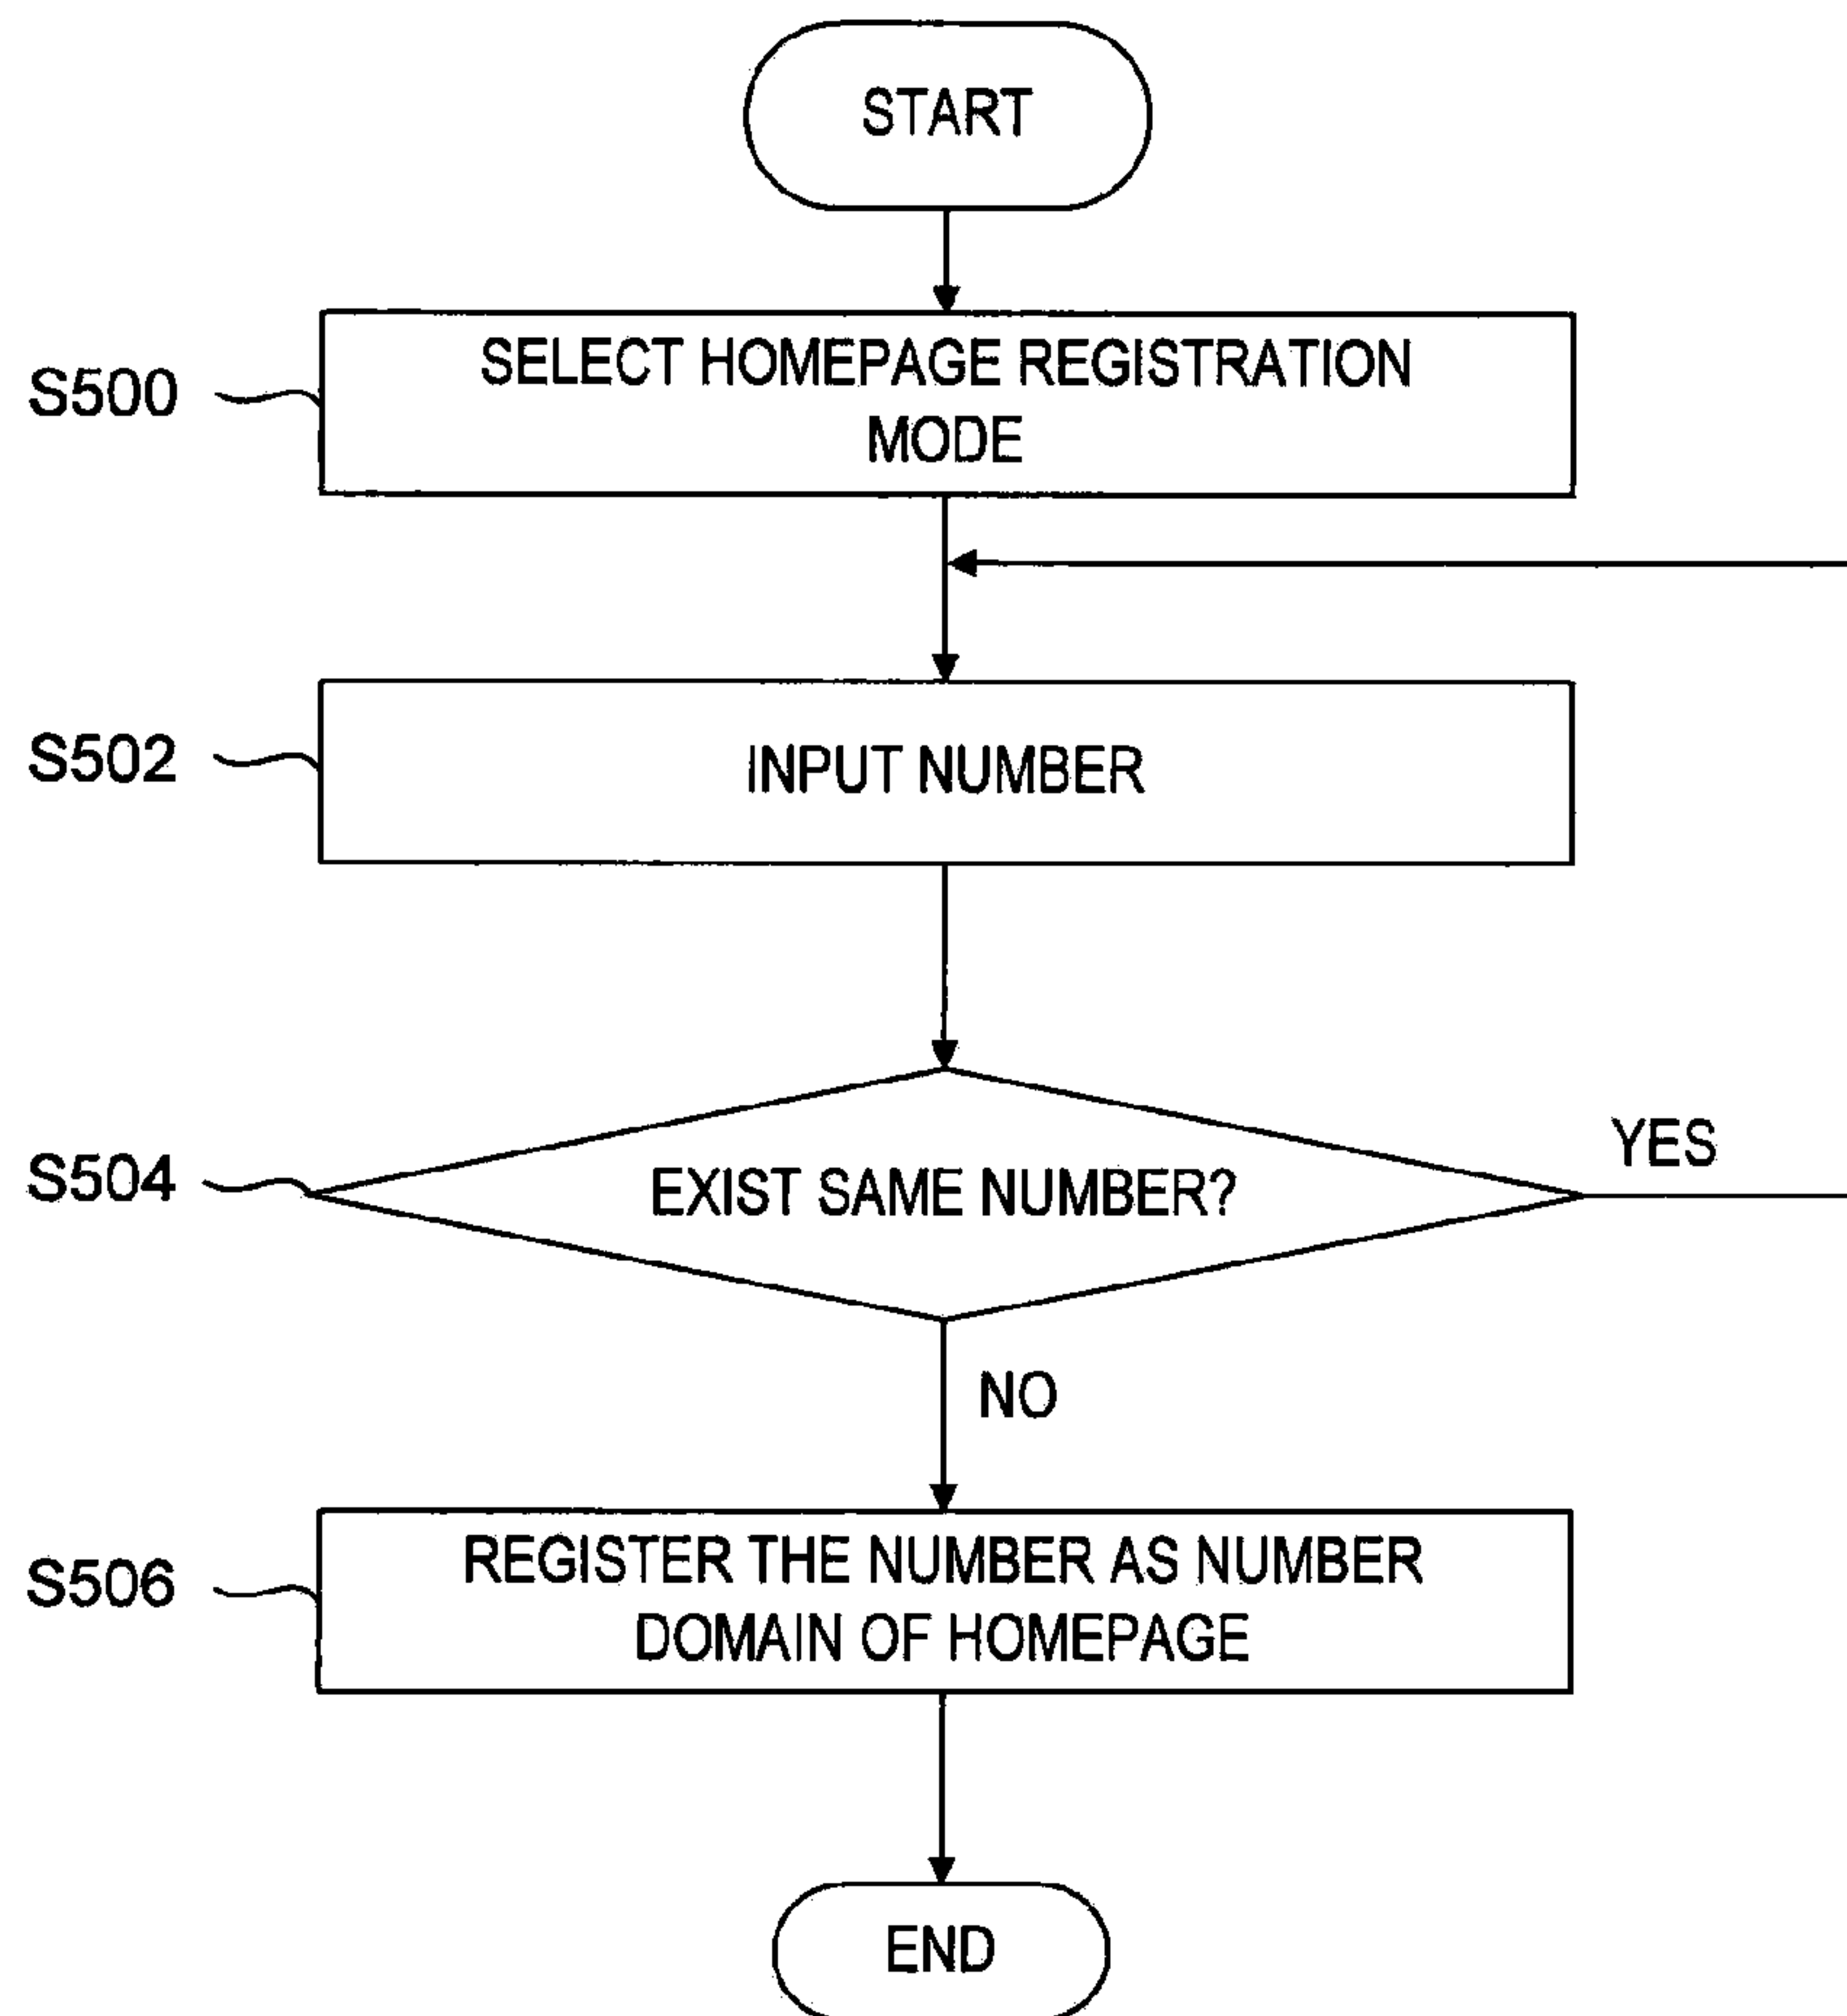 START
S500
SELECT HOMEPAGE REGISTRATION
MODE
S502
INPUT NUMBER
S504
EXIST SAME NUMBER?
YES
NO
S506
REGISTER THE NUMBER AS NUMBER
DOMAIN OF HOMEPAGE
END